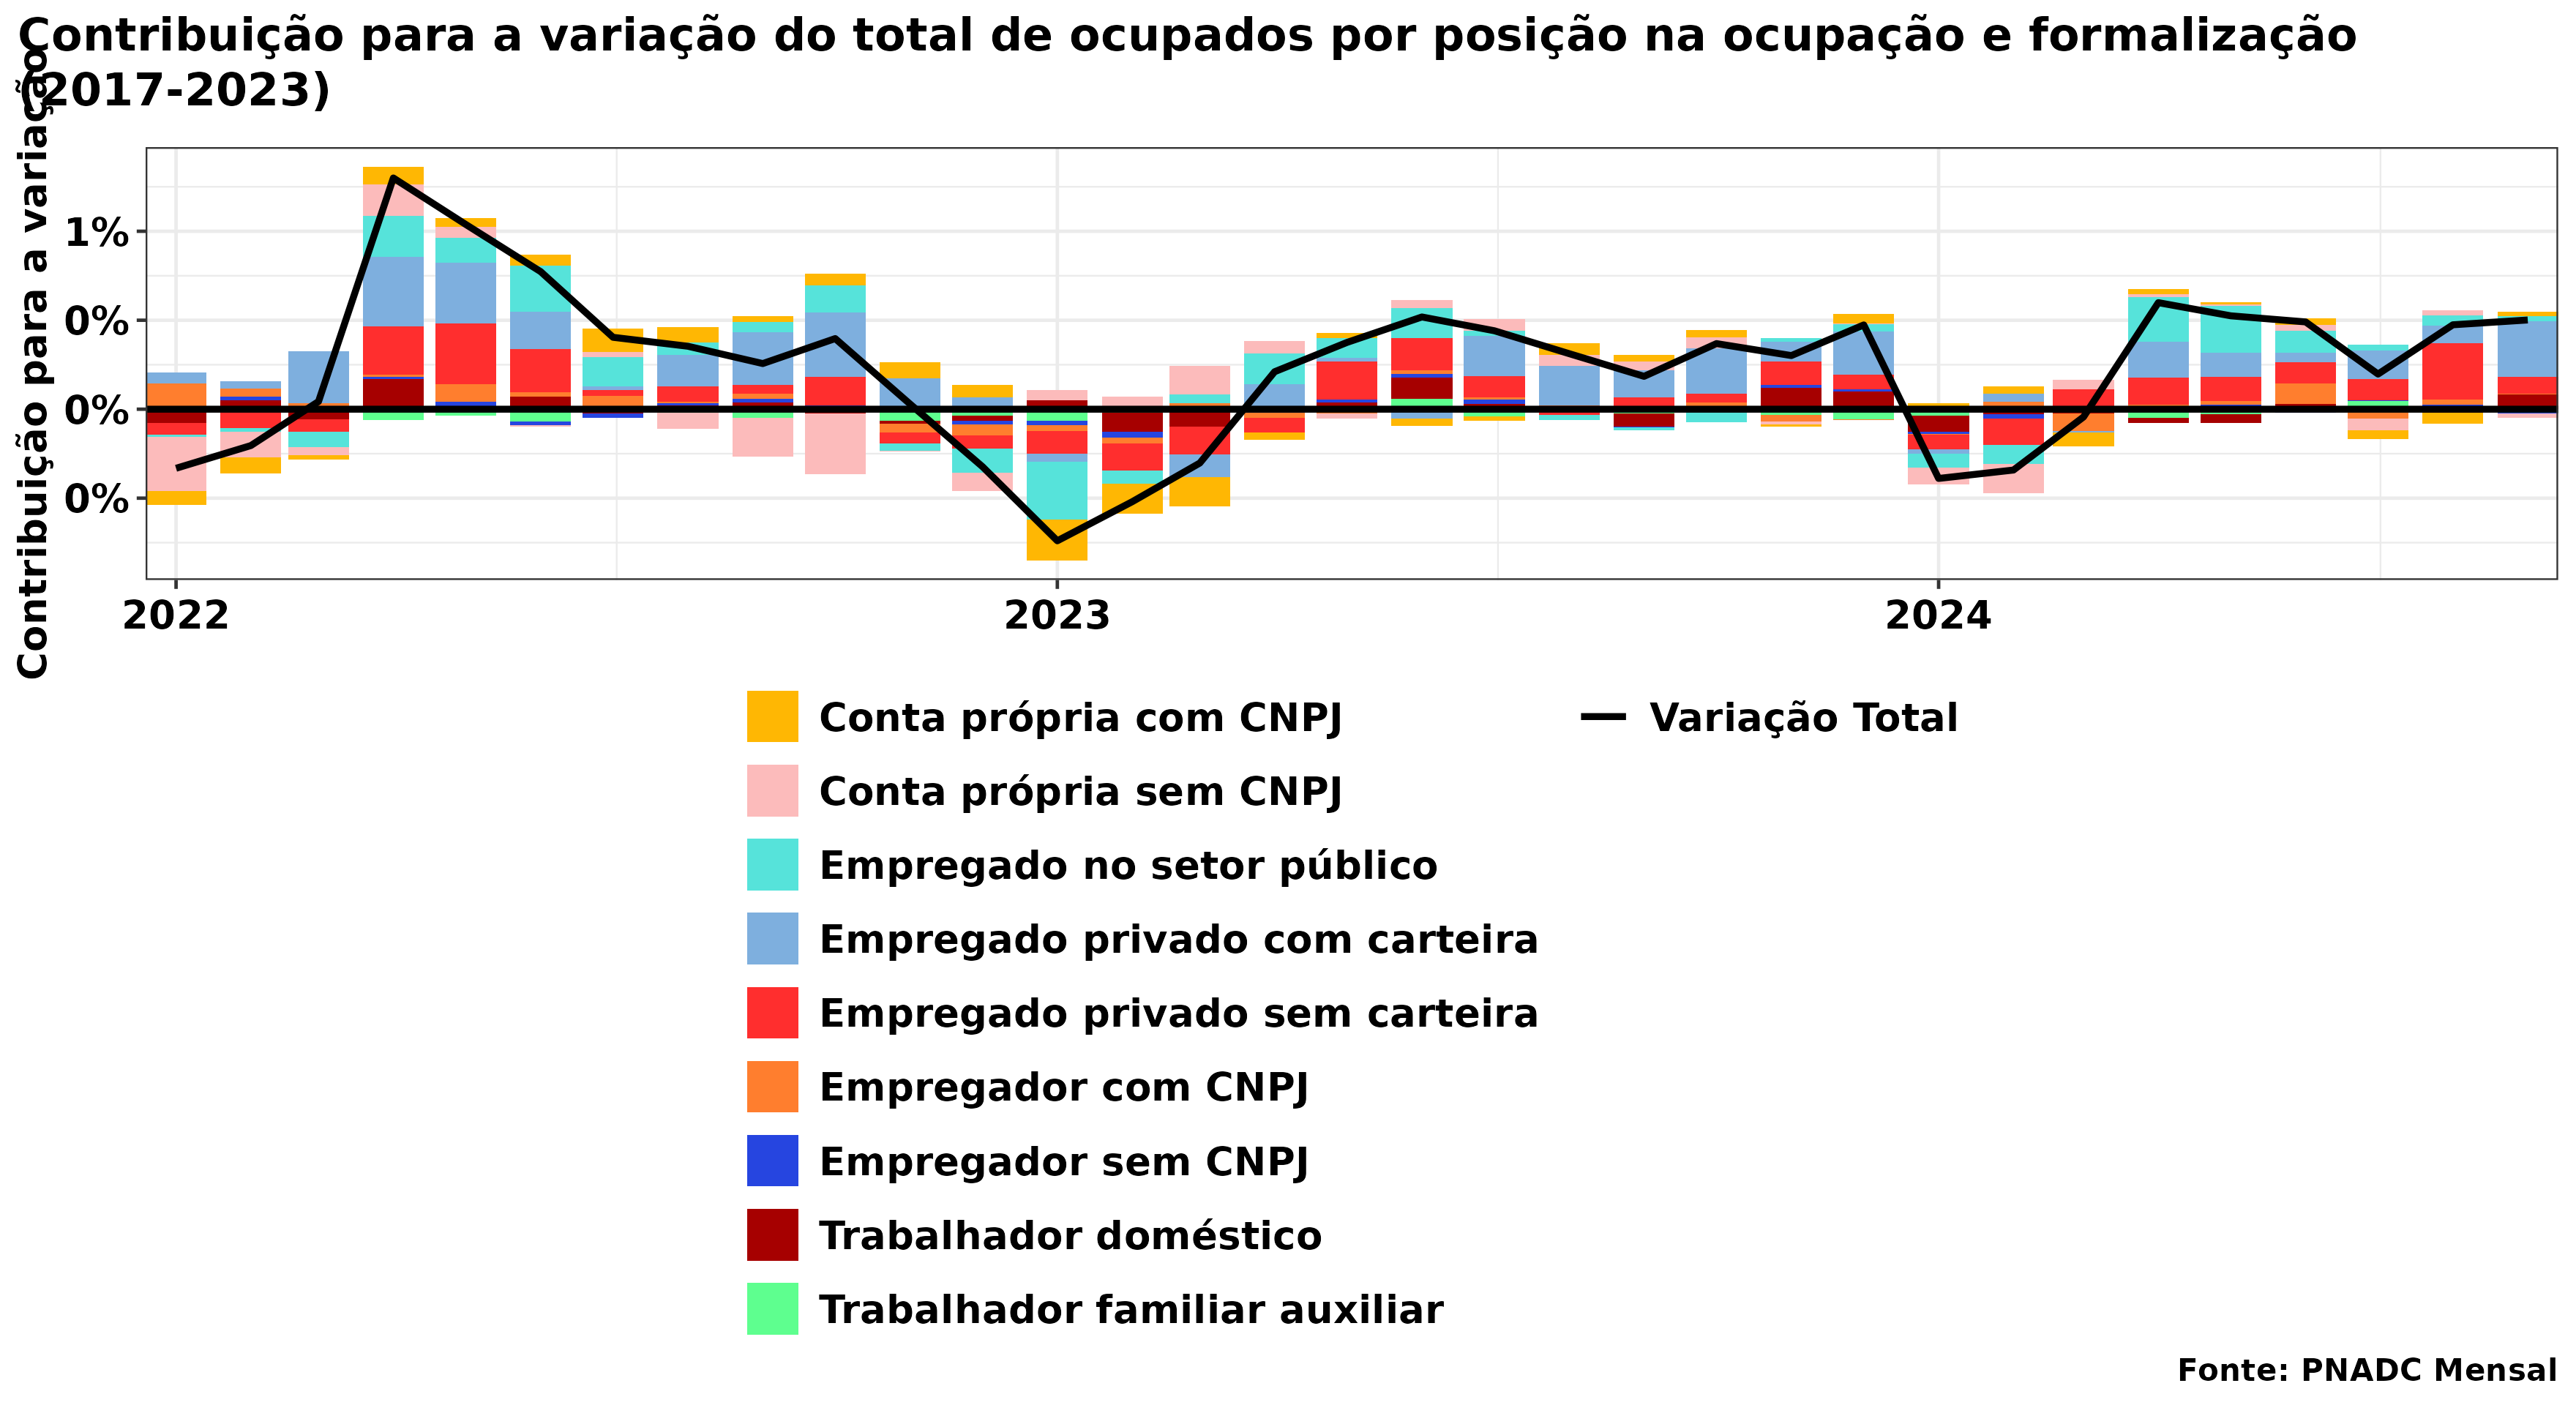 Contribuição para a variação do total de ocupados por posição na ocupação e formalização
(2017-2023)
Contribuição para a variação
1%
0%
0%
0%
2022
2023
2024
Conta própria com CNPJ
Variação Total
Conta própria sem CNPJ
Empregado no setor público
Empregado privado com carteira
Empregado privado sem carteira
Empregador com CNPJ
Empregador sem CNPJ
Trabalhador doméstico
Trabalhador familiar auxiliar
Fonte: PNADC Mensal